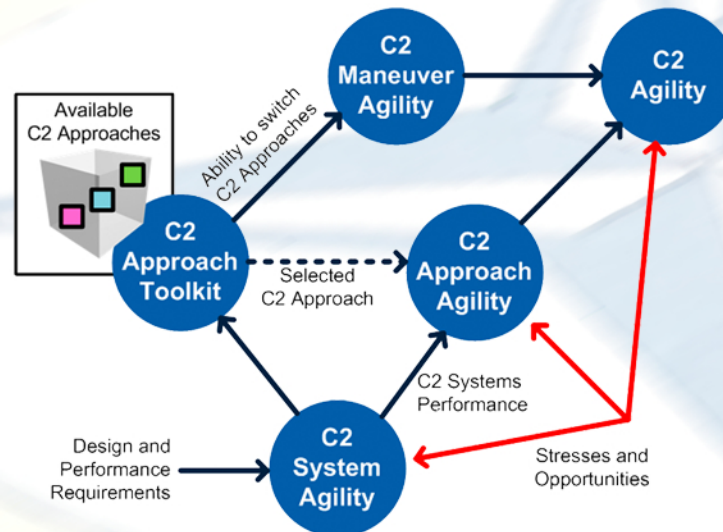 C2
Maneuver
Agility
C2
Agility
Available
C2 Approaches
Ability to switch
C2 Approaches
C2
Approach
Toolkit
Selected
C2 Approach
C2
Approach
Agility
C2 Systems
Performance
Design and
Performance
Requirements
C2
System
Agility
Stresses and
Opportunities